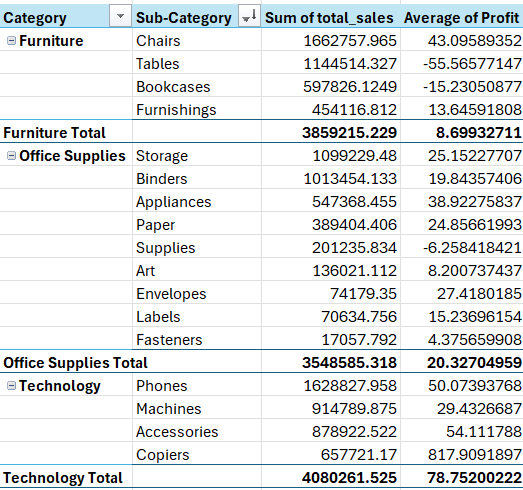 Category Sub-Category Sum of total_sales Average of Profit
Furniture Chairs 1662757.965 43.09589352
Tables 1144514.327 -55.56577147
Bookcases 597826.1249 -15.23050877
Furnishings 454116.812 13.64591808
Furniture Total 3859215.229 8.69932711
Office Supplies Storage 1099229.48 25.15227707
Binders 1013454.133 19.84357406
Appliances 547368.455 38.92275837
Paper 389404.406 24.85661993
Supplies 201235.834 -6.258418421
Art 136021.112 8.200737437
Envelopes 74179.35 27.4180185
Labels 70634.756 15.23696154
Fasteners 17057.792 4.375659908
Office Supplies Total 3548585.318 20.32704959
Technology Phones 1628827.958 50.07393768
Machines 914789.875 29.4326687
Accessories 878922.522 54.111788
Copiers 657721.17 817.9091897
Technology Total 4080261.525 78.75200222